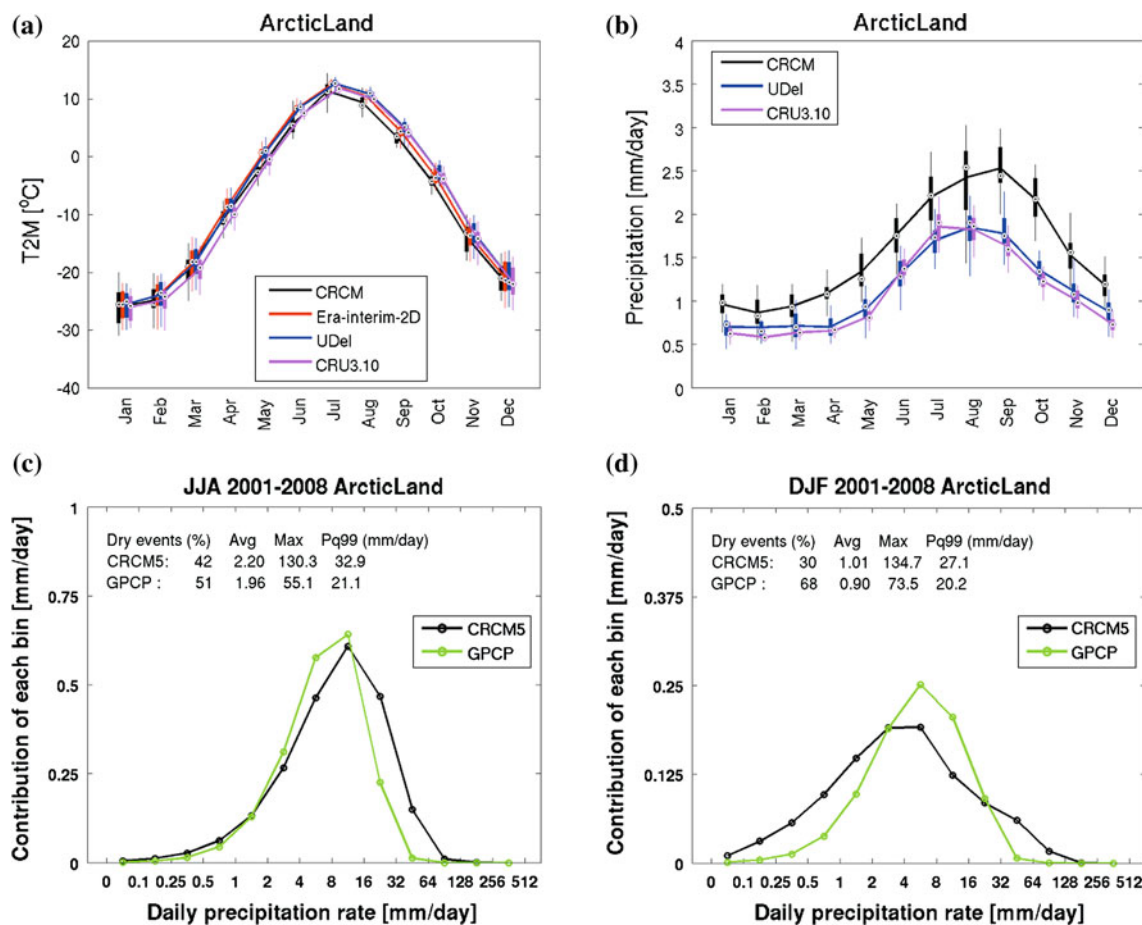 (a)
ArcticLand
T2M [°C]
20
10
0
-10
-20
-30
-40
CRCM
Era-interim-2D
UDel
CRU3.10
Jan Feb Mar Apr May Jun Jul Aug Sep Oct Nov Dec
(b)
ArcticLand
Precipitation [mm/day]
4
3.5
3
2.5
2
1.5
1
0.5
0
CRCM
UDel
CRU3.10
Jan Feb Mar Apr May Jun Jul Aug Sep Oct Nov Dec
(c)
JJA 2001-2008 ArcticLand
Contribution of each bin [mm/day]
1
0.75
0.5
0.25
0
Dry events (%) Avg Max Pq99 (mm/day)
CRCM5: 42 2.20 130.3 32.9
GPCP : 51 1.96 55.1 21.1
CRCM5
GPCP
0 0.1 0.25 0.5 1 2 4 8 16 32 64 128 256 512
Daily precipitation rate [mm/day]
(d)
DJF 2001-2008 ArcticLand
Contribution of each bin [mm/day]
0.5
0.375
0.25
0.125
0
Dry events (%) Avg Max Pq99 (mm/day)
CRCM5: 30 1.01 134.7 27.1
GPCP : 68 0.90 73.5 20.2
CRCM5
GPCP
0 0.1 0.25 0.5 1 2 4 8 16 32 64 128 256 512
Daily precipitation rate [mm/day]